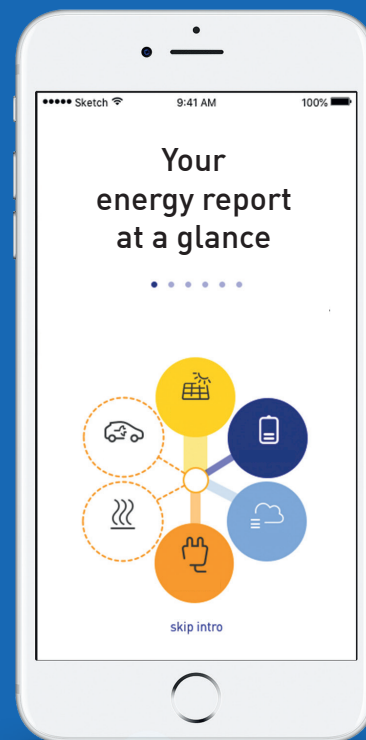 Sketch 9:41 AM 100%
Your
energy report
at a glance
skip intro